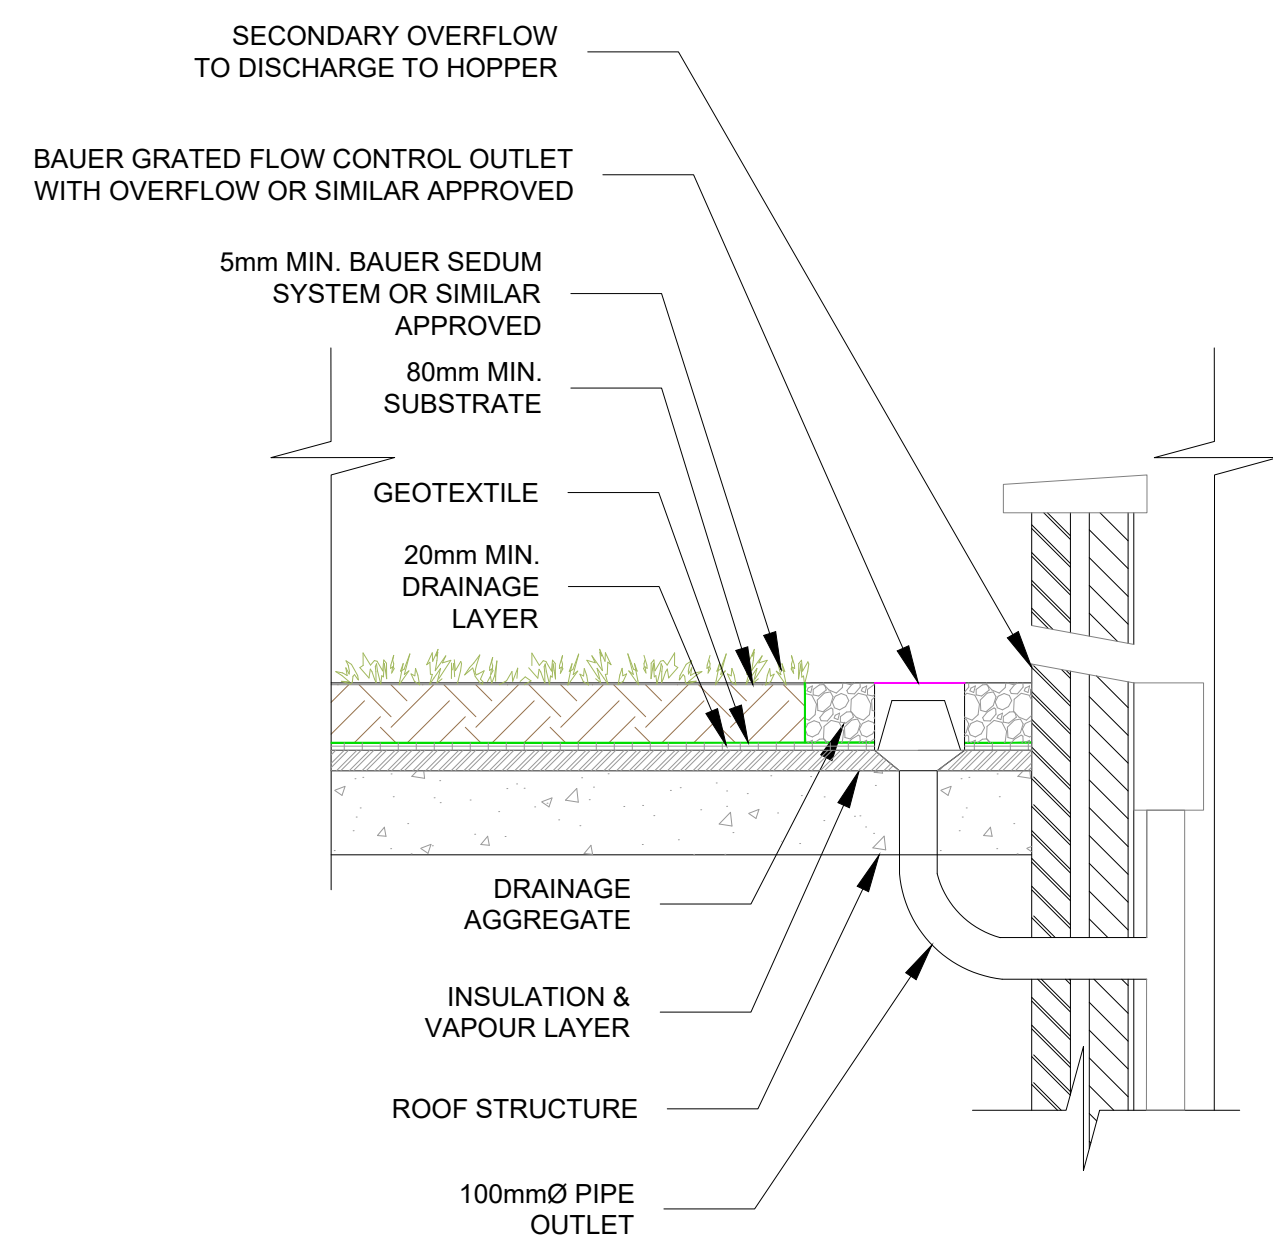 SECONDARY OVERFLOW
TO DISCHARGE TO HOPPER
BAUER GRATED FLOW CONTROL OUTLET
WITH OVERFLOW OR SIMILAR APPROVED
5mm MIN. BAUER SEDUM
SYSTEM OR SIMILAR
APPROVED
80mm MIN.
SUBSTRATE
GEOTEXTILE
20mm MIN.
DRAINAGE
LAYER
DRAINAGE
AGGREGATE
INSULATION &
VAPOUR LAYER
ROOF STRUCTURE
100mmØ PIPE
OUTLET